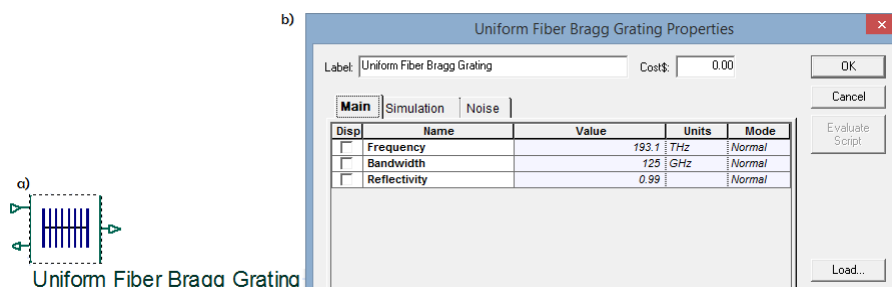 b)
Uniform Fiber Bragg Grating Properties
x
Label: Uniform Fiber Bragg Grating Cost$: 0.00 OK
Cancel
Main Simulation Noise
Evaluate Script
Disp Name Value Units Mode
Frequency 193.1 THz Normal
Bandwidth 125 GHz Normal
Reflectivity 0.99 Normal
a)
Uniform Fiber Bragg Grating
Load...